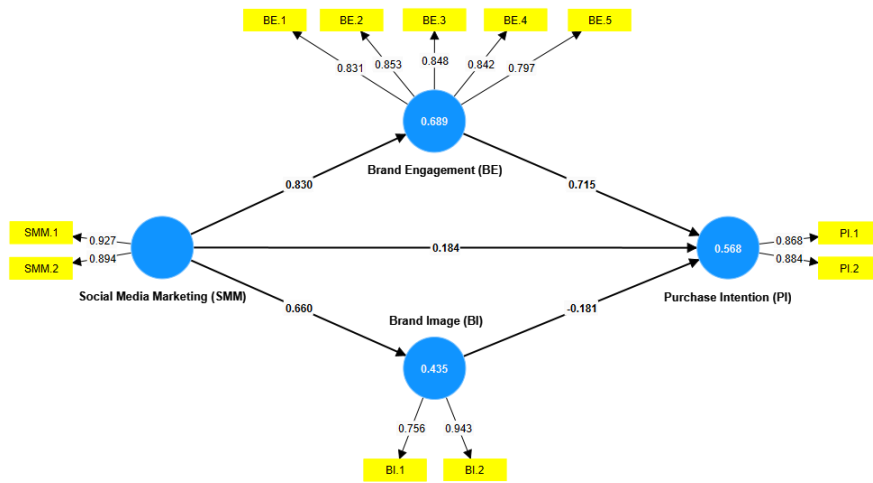 BE.1
BE.2
BE.3
BE.4
BE.5
0.831
0.853
0.848
0.842
0.797
0.689
Brand Engagement (BE)
0.830
0.715
SMM.1
0.927
SMM.2
0.894
Social Media Marketing (SMM)
0.184
0.568
Purchase Intention (PI)
0.868
PI.1
0.884
PI.2
0.660
-0.181
Brand Image (BI)
0.435
0.756
0.943
BI.1
BI.2